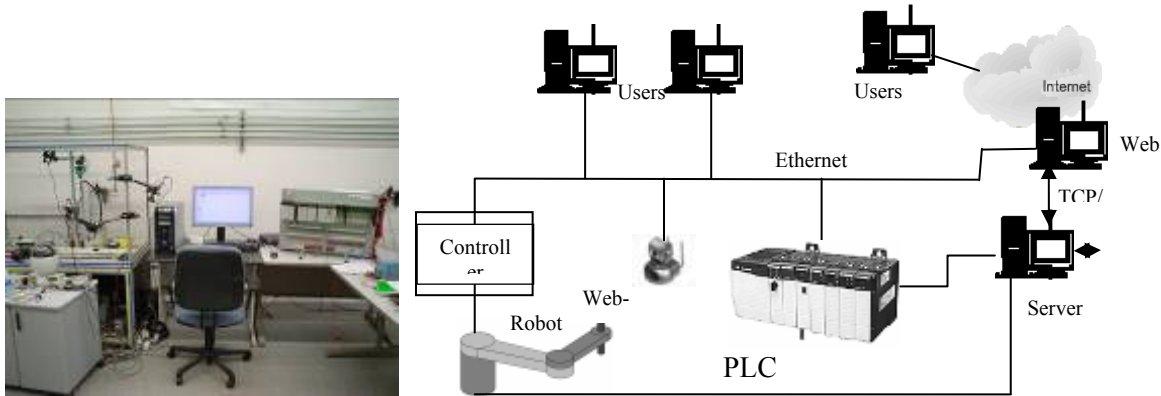 Users
Users
Internet
Web
Ethernet
TCP/
Controll
er
Web-
Robot
Server
PLC